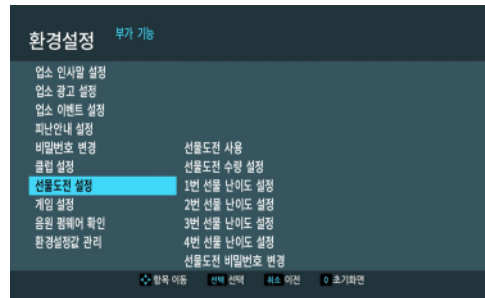 환경설정 부가 기능
업소 인사말 설정
업소 광고 설정
업소 이벤트 설정
피난안내 설정
비밀번호 변경
클럽 설정
선물도전 설정
게임 설정
음원 펌웨어 확인
환경설정값 관리
선물도전 사용
선물도전 수량 설정
1번 선물 난이도 설정
2번 선물 난이도 설정
3번 선물 난이도 설정
4번 선물 난이도 설정
선물도전 비밀번호 변경
항목 이동 선택 선택 취소 이전 0 초기화면